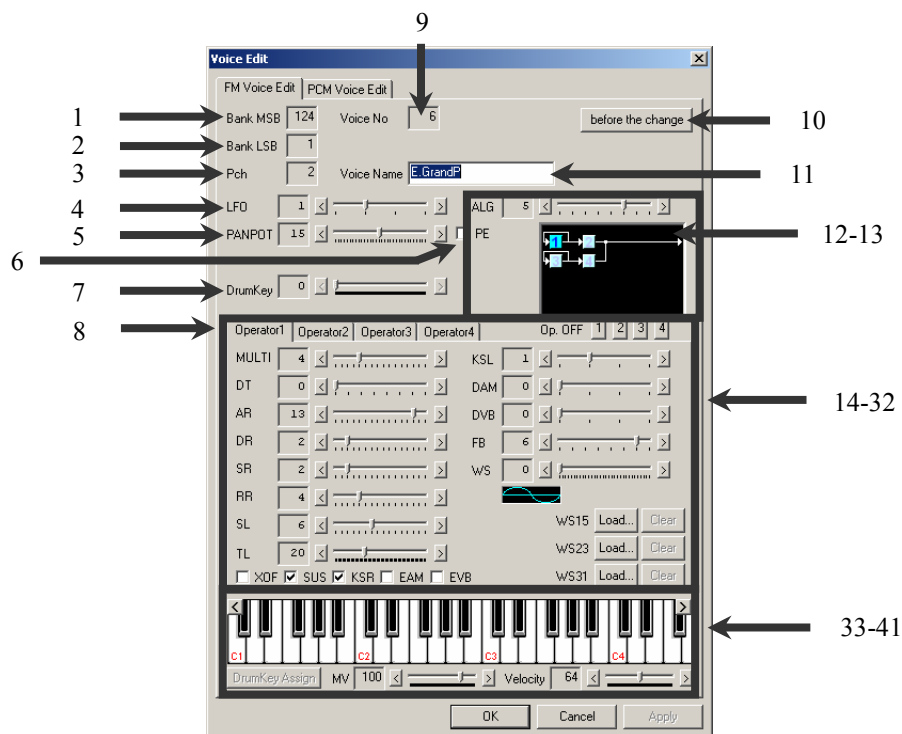 9
Voice Edit
FM Voice Edit PCM Voice Edit
1 Bank MSB 124 Voice No 6 before the change 10
2 Bank LSB 1
3 Pch 2 Voice Name E.GrandP 11
4 LFO 1 ALG 5
5 PANPOT 15 PE 12-13
6
7 DrumKey 0
8 Operator1 Operator2 Operator3 Operator4 Op. OFF 1 2 3 4
1 2
3 4
MULTI 4 KSL 1
DT 0 DAM 0
AR 13 DVB 0 14-32
DR 2 FB 6
SR 2 WS 0
RR 4
SL 6 WS15 Load... Clear
TL 20 WS23 Load... Clear
XOF SUS KSR EAM EVB WS31 Load... Clear
33-41
C1 C2 C3 C4
DrumKey Assign MV 100 Velocity 64
OK Cancel Apply